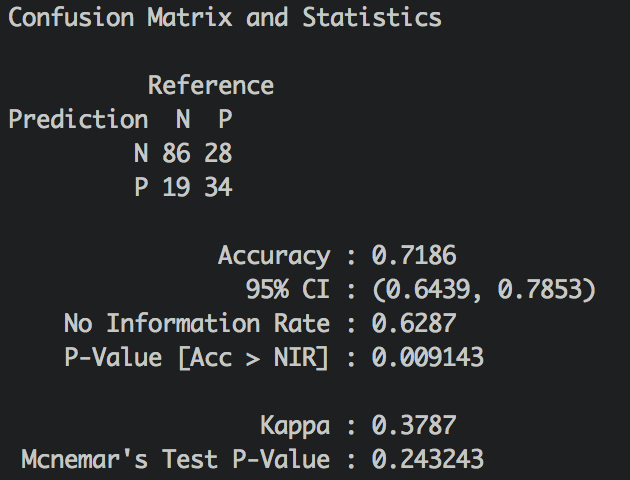 Confusion Matrix and Statistics
Reference
Prediction N P
N 86 28
P 19 34
Accuracy : 0.7186
95% CI : (0.6439, 0.7853)
No Information Rate : 0.6287
P-Value [Acc > NIR] : 0.009143
Kappa : 0.3787
Mcnemar's Test P-Value : 0.243243